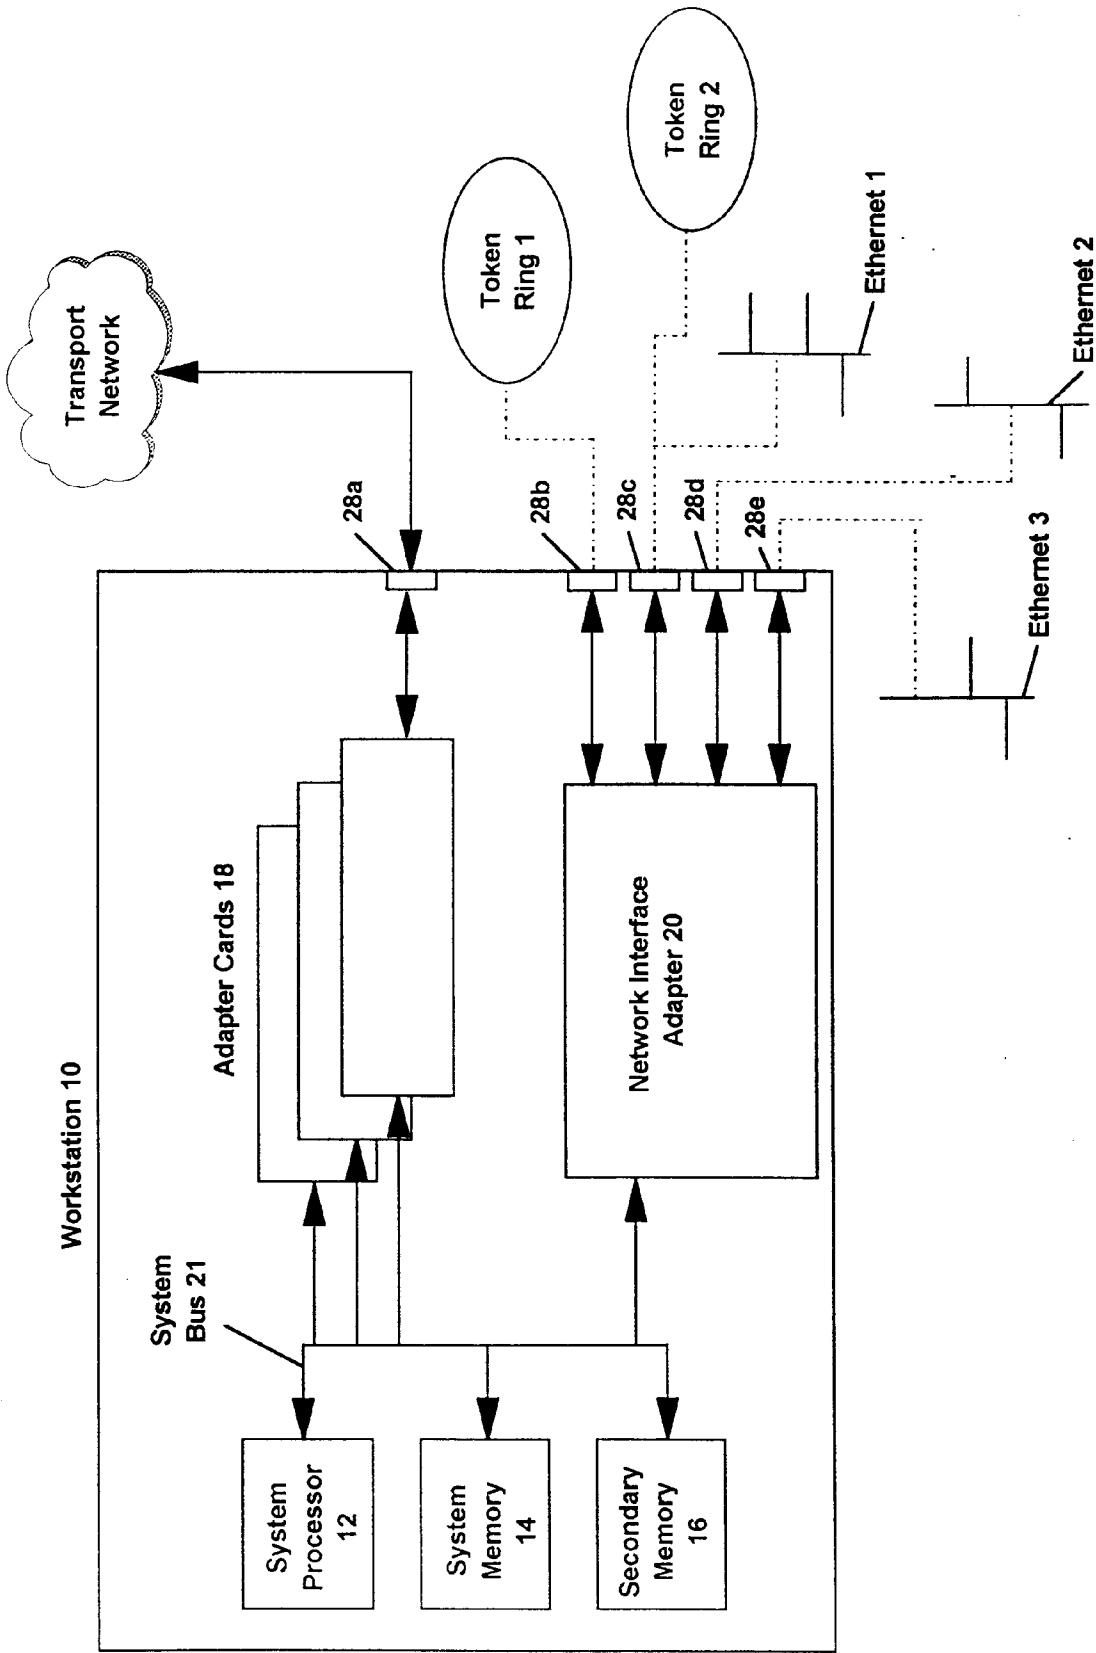 Workstation 10
System
Bus 21
System
Processor
12
System
Memory
14
Secondary
Memory
16
Adapter Cards 18
Network Interface
Adapter 20
28a
28b
28c
28d
28e
Transport
Network
Token
Ring 1
Token
Ring 2
Ethernet 1
Ethernet 2
Ethernet 3